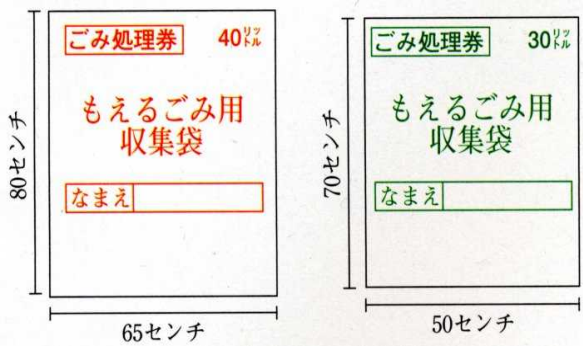 80センチ
ごみ処理券 40リットル
もえるごみ用
収集袋
なまえ
65センチ
70センチ
ごみ処理券 30リットル
もえるごみ用
収集袋
なまえ
50センチ